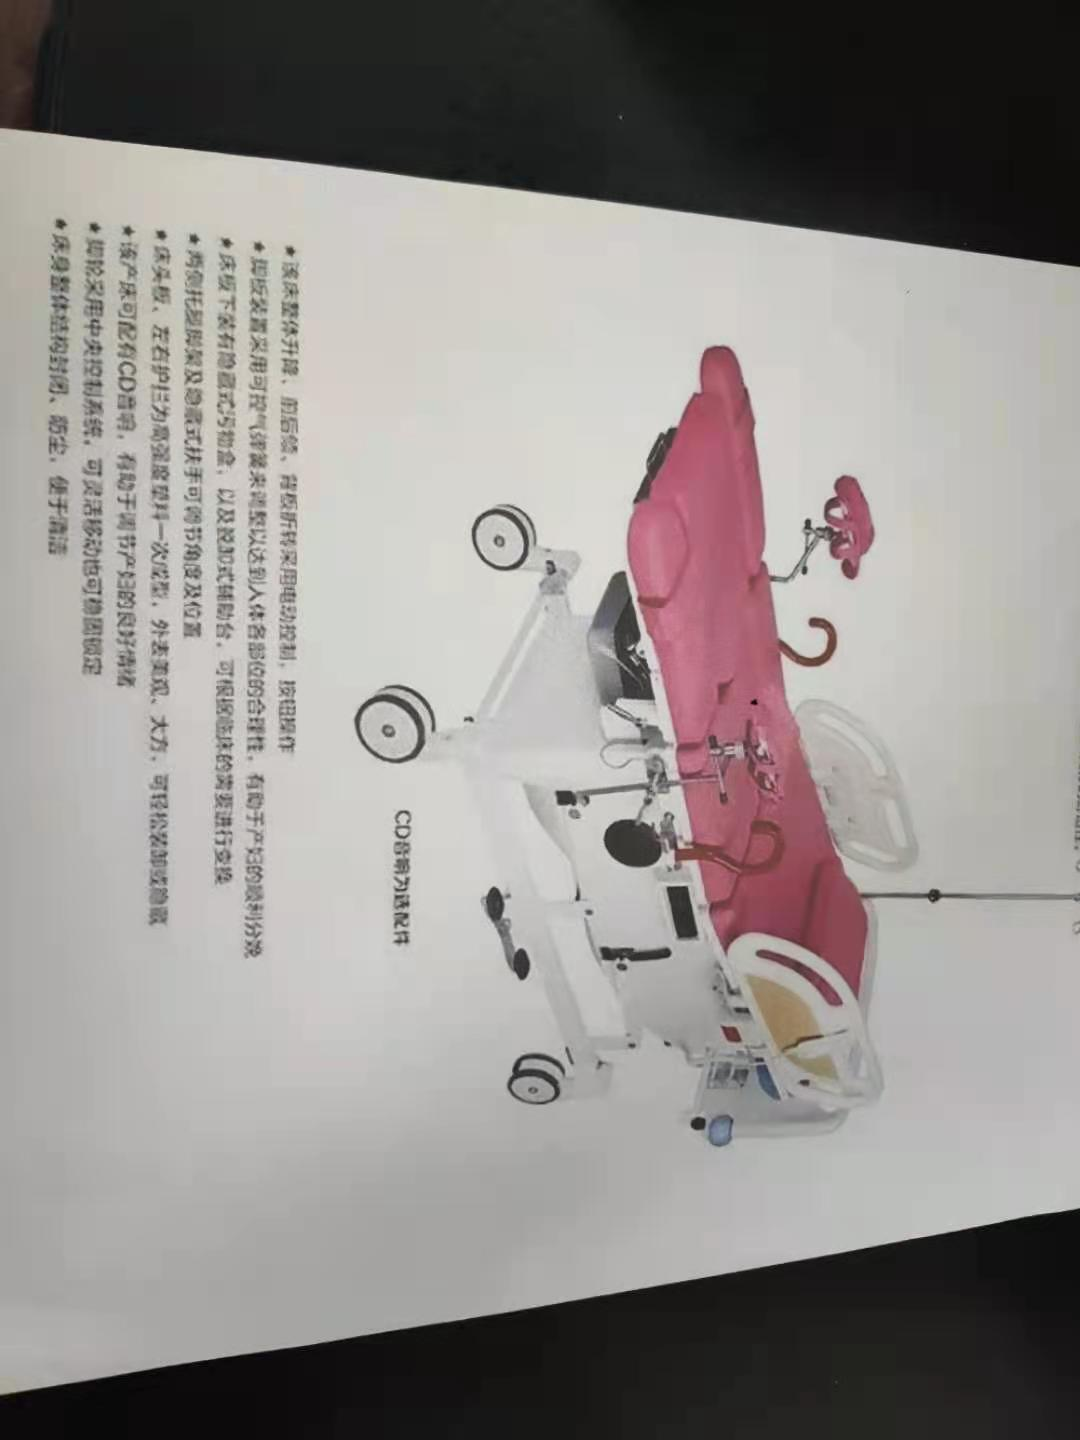 CD音响为选配件
★该床整体升降、前后倾、背板折转采用电动控制，按钮操作
★脚板装置采用可控气弹簧来调整以达到人体各部位的合理性，有助于产妇的顺利分娩
★床板下装有隐藏式污物盒，以及脱卸式辅助台，可根据临床的需要进行变换
★两侧托腿脚架及隐藏式扶手可调节角度及位置
★床头板、左右护拦为高强度塑料一次成型，外表美观、大方，可轻松装卸或隐藏
★该产床可配有CD音响，有助于调节产妇的良好情绪
★脚轮采用中央控制系统，可灵活移动也可稳固锁定
★床身整体结构封闭、防尘，便于清洁